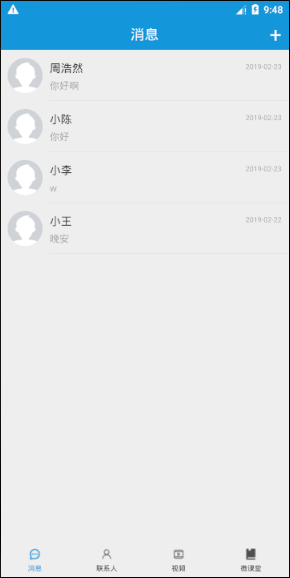 9:48
消息
+
周浩然
2019-02-23
你好啊
小陈
2019-02-23
你好
小李
2019-02-23
w
小王
2019-02-22
晚安
消息
联系人
视频
微课堂